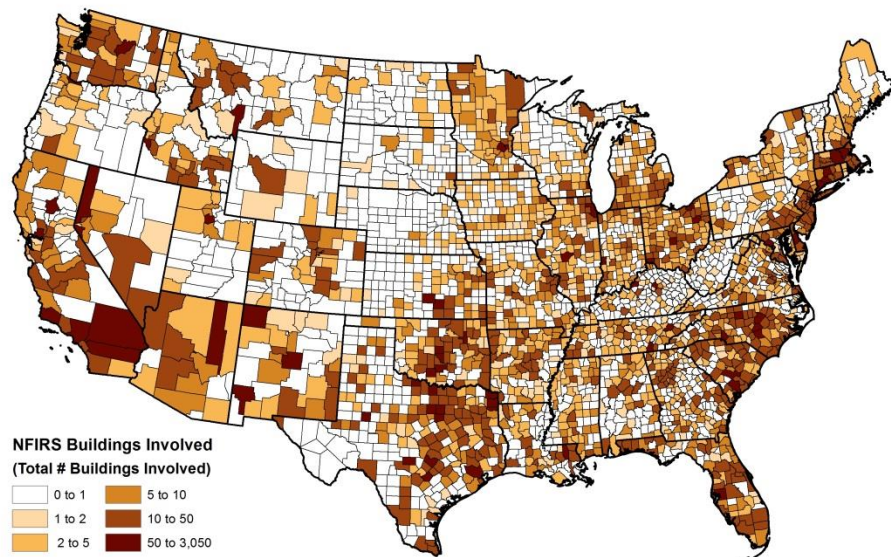 NFIRS Buildings Involved
(Total # Buildings Involved)
0 to 1
5 to 10
1 to 2
10 to 50
2 to 5
50 to 3,050